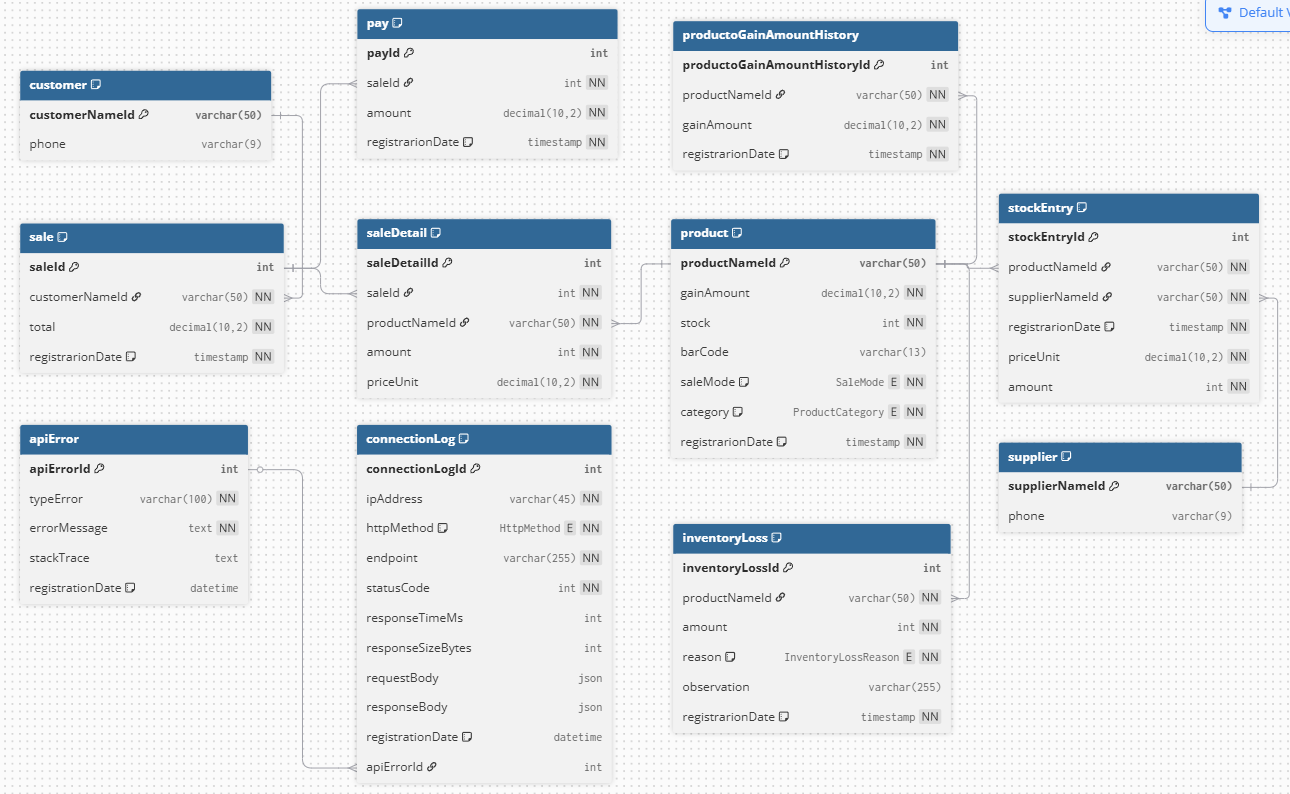 Default V
pay
payId int
saleId int NN
amount decimal(10,2) NN
registrarionDate timestamp NN
productoGainAmountHistory
productoGainAmountHistoryId int
productNameId varchar(50) NN
gainAmount decimal(10,2) NN
registrarionDate timestamp NN
customer
customerNameId varchar(50)
phone varchar(9)
sale
saleId int
customerNameId varchar(50) NN
total decimal(10,2) NN
registrarionDate timestamp NN
saleDetail
saleDetailId int
saleId int NN
productNameId varchar(50) NN
amount int NN
priceUnit decimal(10,2) NN
product
productNameId varchar(50)
gainAmount decimal(10,2) NN
stock int NN
barCode varchar(13)
saleMode SaleMode E NN
category ProductCategory E NN
registrarionDate timestamp NN
stockEntry
stockEntryId int
productNameId varchar(50) NN
supplierNameId varchar(50) NN
registrarionDate timestamp NN
priceUnit decimal(10,2) NN
amount int NN
apiError
apiErrorId int
typeError varchar(100) NN
errorMessage text NN
stackTrace text
registrationDate datetime
connectionLog
connectionLogId int
ipAddress varchar(45) NN
httpMethod HttpMethod E NN
endpoint varchar(255) NN
statusCode int NN
responseTimeMs int
responseSizeBytes int
requestBody json
responseBody json
registrationDate datetime
apiErrorId int
supplier
supplierNameId varchar(50)
phone varchar(9)
inventoryLoss
inventoryLossId int
productNameId varchar(50) NN
amount int NN
reason InventoryLossReason E NN
observation varchar(255)
registrarionDate timestamp NN